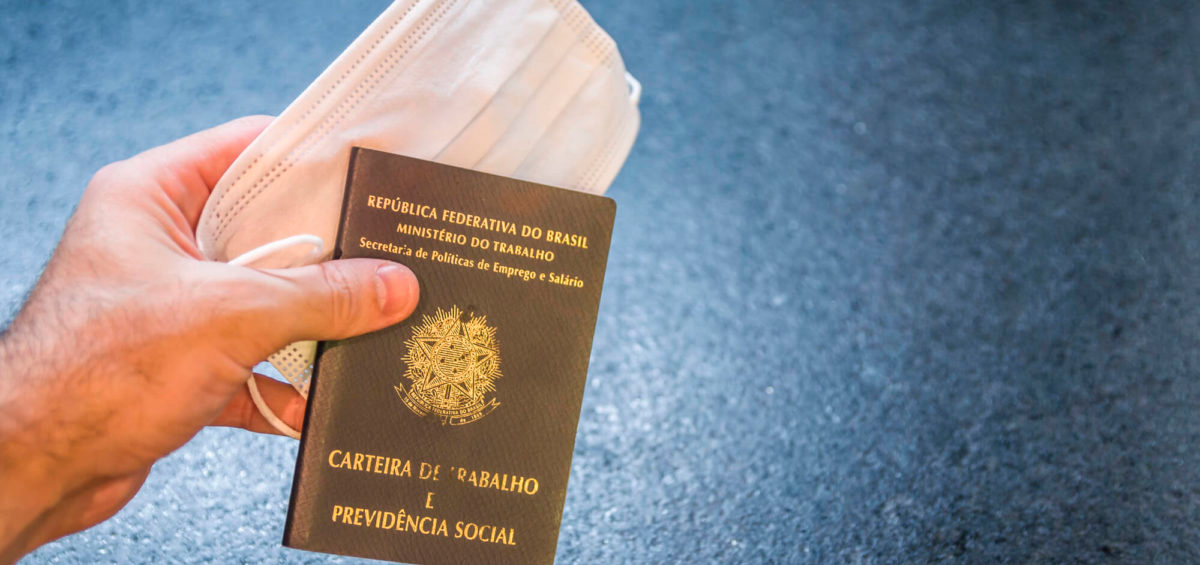 REPÚBLICA FEDERATIVA DO BRASIL
MINISTÉRIO DO TRABALHO
Secretaria de Políticas de Emprego e Salário
CARTEIRA DE TRABALHO
E
PREVIDÊNCIA SOCIAL